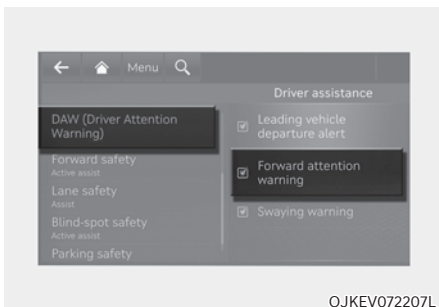 Menu
Driver assistance
DAW (Driver Attention
Warning)
Forward safety
Active assist
Lane safety
Assist
Blind-spot safety
Active assist
Parking safety
Leading vehicle
departure alert
Forward attention
warning
Swaying warning
OJKEV072207L